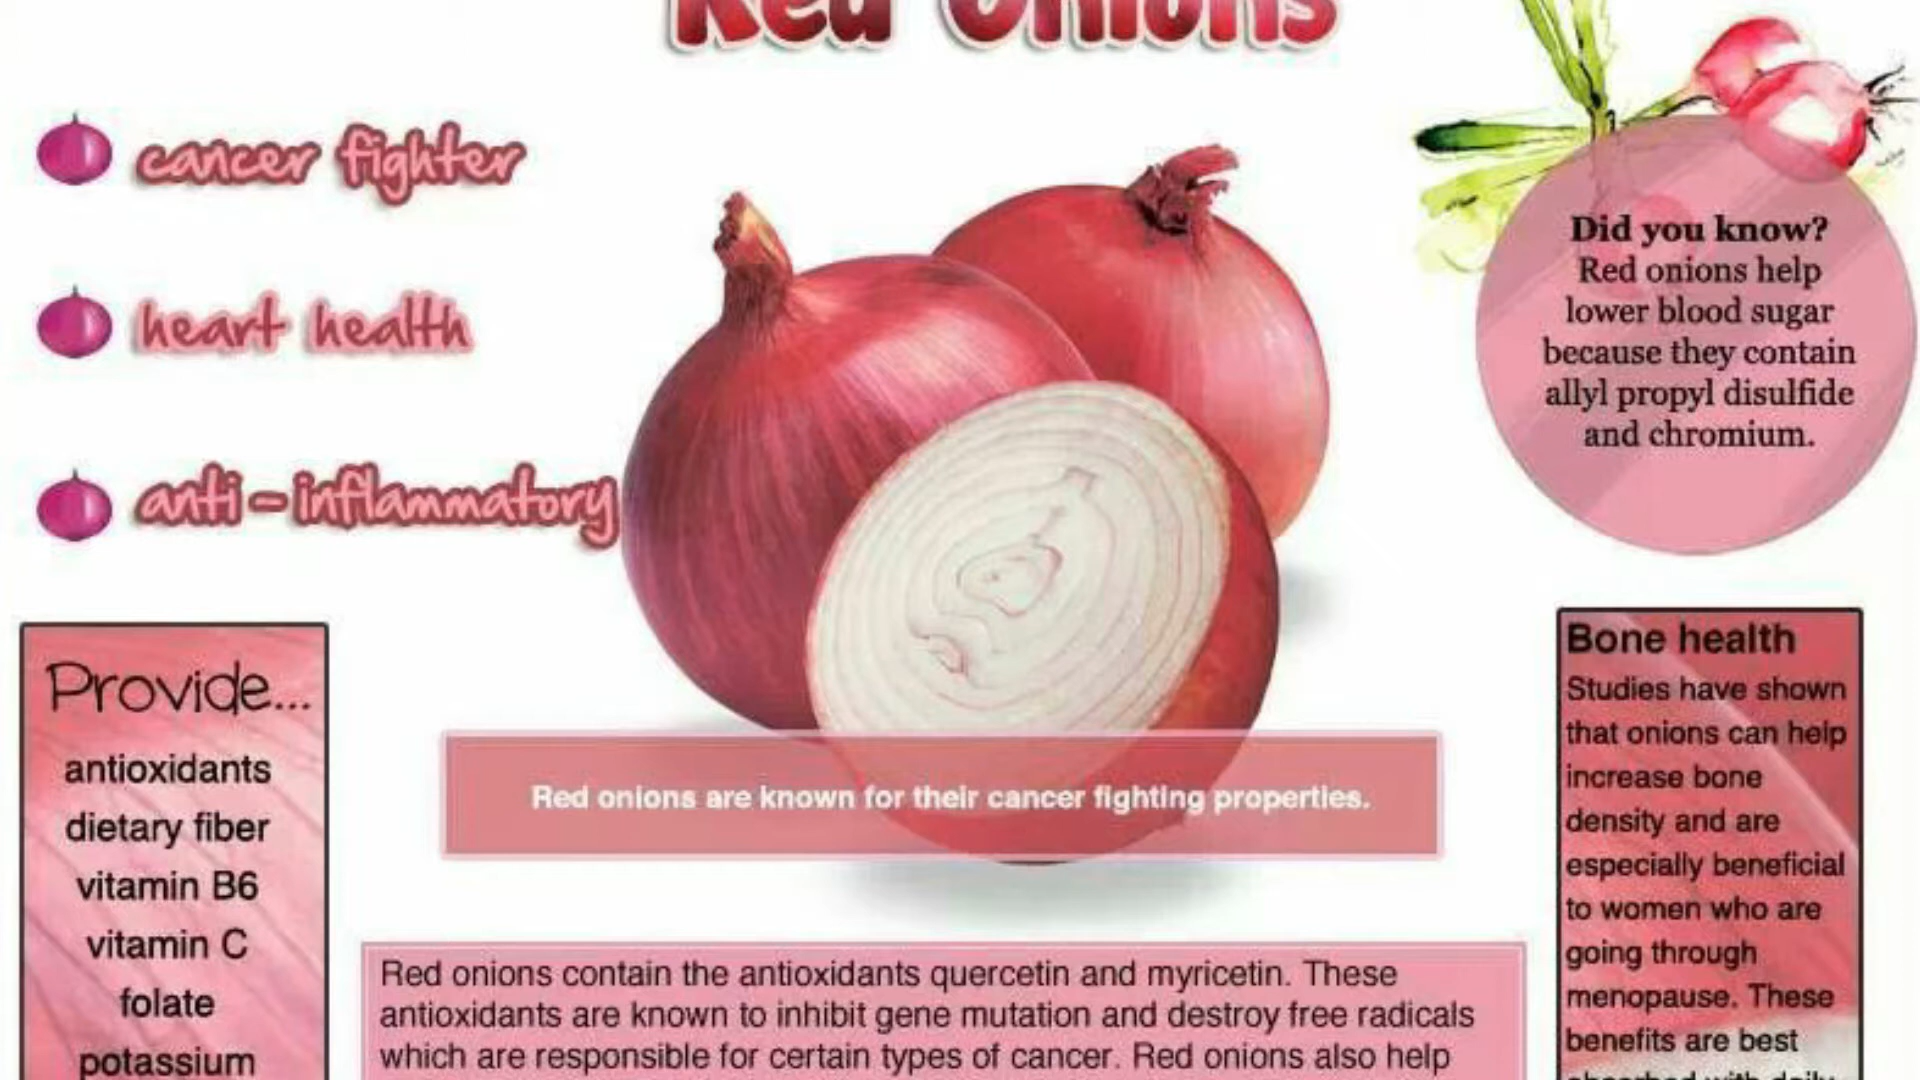 Red Onions
cancer fighter
heart health
anti-inflammatory
Did you know?
Red onions help
lower blood sugar
because they contain
allyl propyl disulfide
and chromium.
Provide...
antioxidants
dietary fiber
vitamin B6
vitamin C
folate
potassium
Red onions are known for their cancer fighting properties.
Red onions contain the antioxidants quercetin and myricetin. These
antioxidants are known to inhibit gene mutation and destroy free radicals
which are responsible for certain types of cancer. Red onions also help
Bone health
Studies have shown
that onions can help
increase bone
density and are
especially beneficial
to women who are
going through
menopause. These
benefits are best